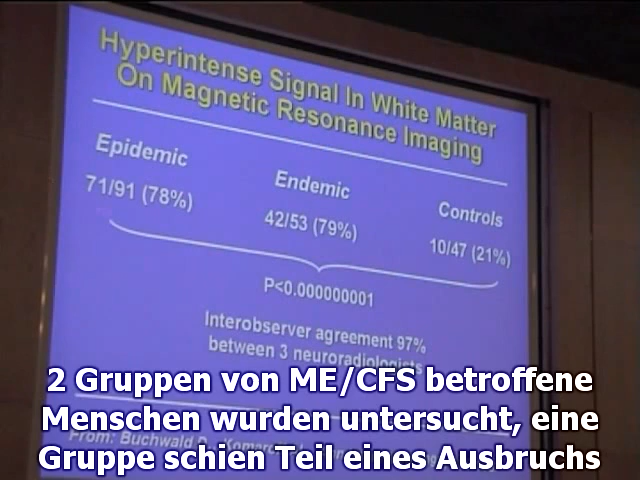 Hyperintense Signal In White Matter
On Magnetic Resonance Imaging
Epidemic
Endemic
Controls
71/91 (78%)
42/53 (79%)
10/47 (21%)
P<0.000000001
Interobserver agreement 97%
between 3 neuroradiologists
From: Buchwald D
2 Gruppen von ME/CFS betroffene
Menschen wurden untersucht, eine
Gruppe schien Teil eines Ausbruchs